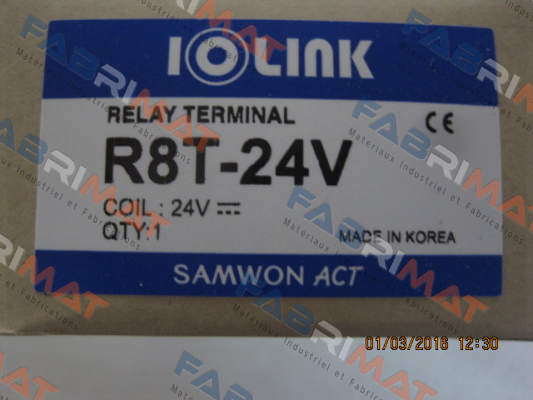 IOLINK
RELAY TERMINAL
CE
R8T-24V
COIL : 24V ⎓
QTY:1
MADE IN KOREA
SAMWON ACT
01/03/2016 12:30
FABRIMAT
Materiaux Industriel et Fabrications